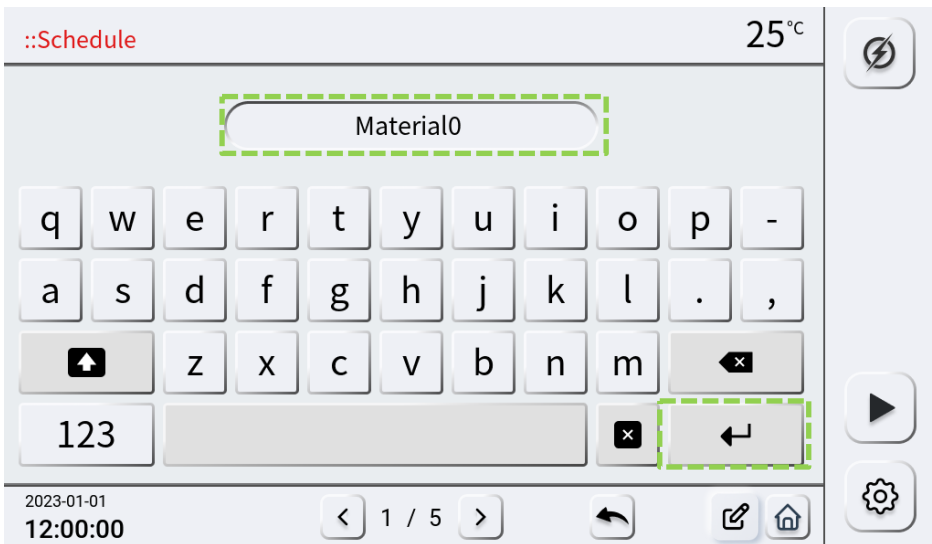 ::Schedule 25°C
Material0
q w e r t y u i o p -
a s d f g h j k l . ,
z x c v b n m
123
2023-01-01
12:00:00
1 / 5